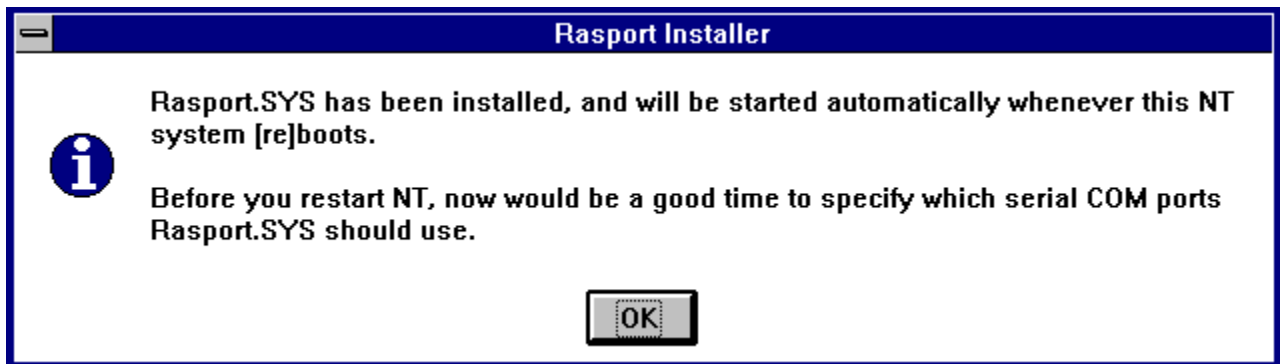 Rasport Installer
Rasport.SYS has been installed, and will be started automatically whenever this NT
system [re]boots.
Before you restart NT, now would be a good time to specify which serial COM ports
Rasport.SYS should use.
OK